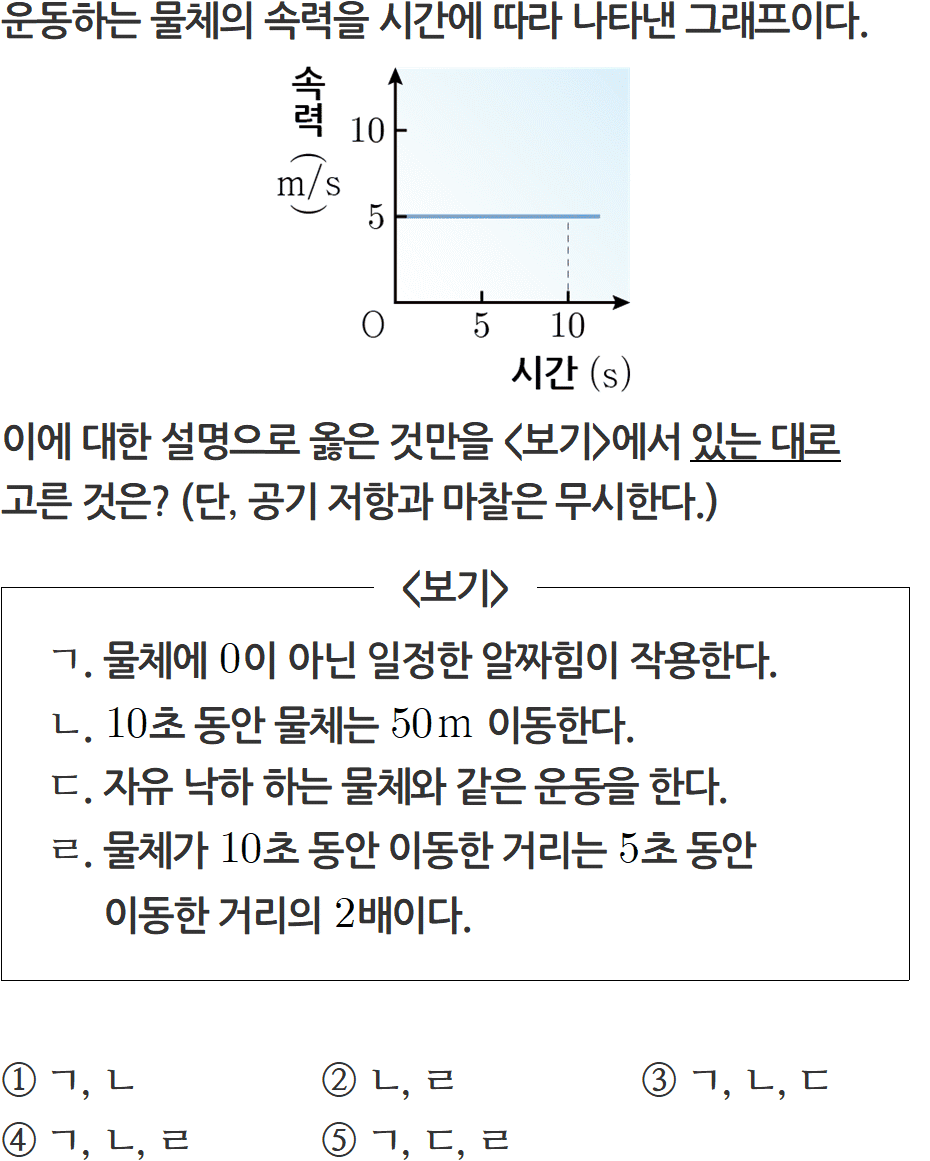 운동하는 물체의 속력을 시간에 따라 나타낸 그래프이다.
속력(m/s)
10
5
O 5 10
시간 (s)
이에 대한 설명으로 옳은 것만을 <보기>에서 있는 대로
고른 것은? (단, 공기 저항과 마찰은 무시한다.)
<보기>
ㄱ. 물체에 0이 아닌 일정한 알짜힘이 작용한다.
ㄴ. 10초 동안 물체는 50m 이동한다.
ㄷ. 자유 낙하 하는 물체와 같은 운동을 한다.
ㄹ. 물체가 10초 동안 이동한 거리는 5초 동안
이동한 거리의 2배이다.
① ㄱ, ㄴ ② ㄴ, ㄹ ③ ㄱ, ㄴ, ㄷ
④ ㄱ, ㄴ, ㄹ ⑤ ㄱ, ㄷ, ㄹ